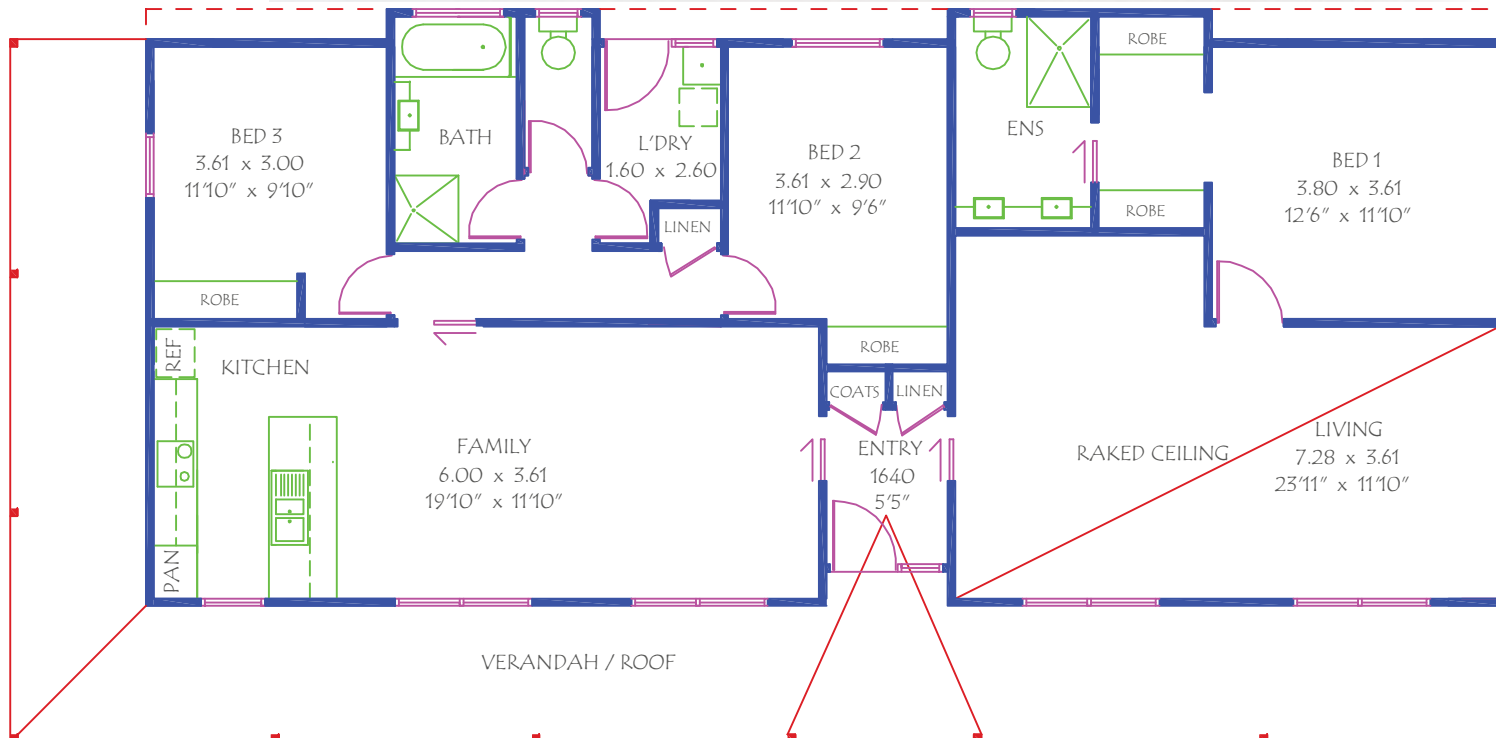 BED 3
3.61 x 3.00
11'10" x 9'10"
ROBE
BATH
L'DRY
1.60 x 2.60
LINEN
BED 2
3.61 x 2.90
11'10" x 9'6"
ROBE
ENS
ROBE
ROBE
BED 1
3.80 x 3.61
12'6" x 11'10"
REF
KITCHEN
PAN
FAMILY
6.00 x 3.61
19'10" x 11'10"
COATS
LINEN
ENTRY
1640
5'5"
RAKED CEILING
LIVING
7.28 x 3.61
23'11" x 11'10"
VERANDAH / ROOF